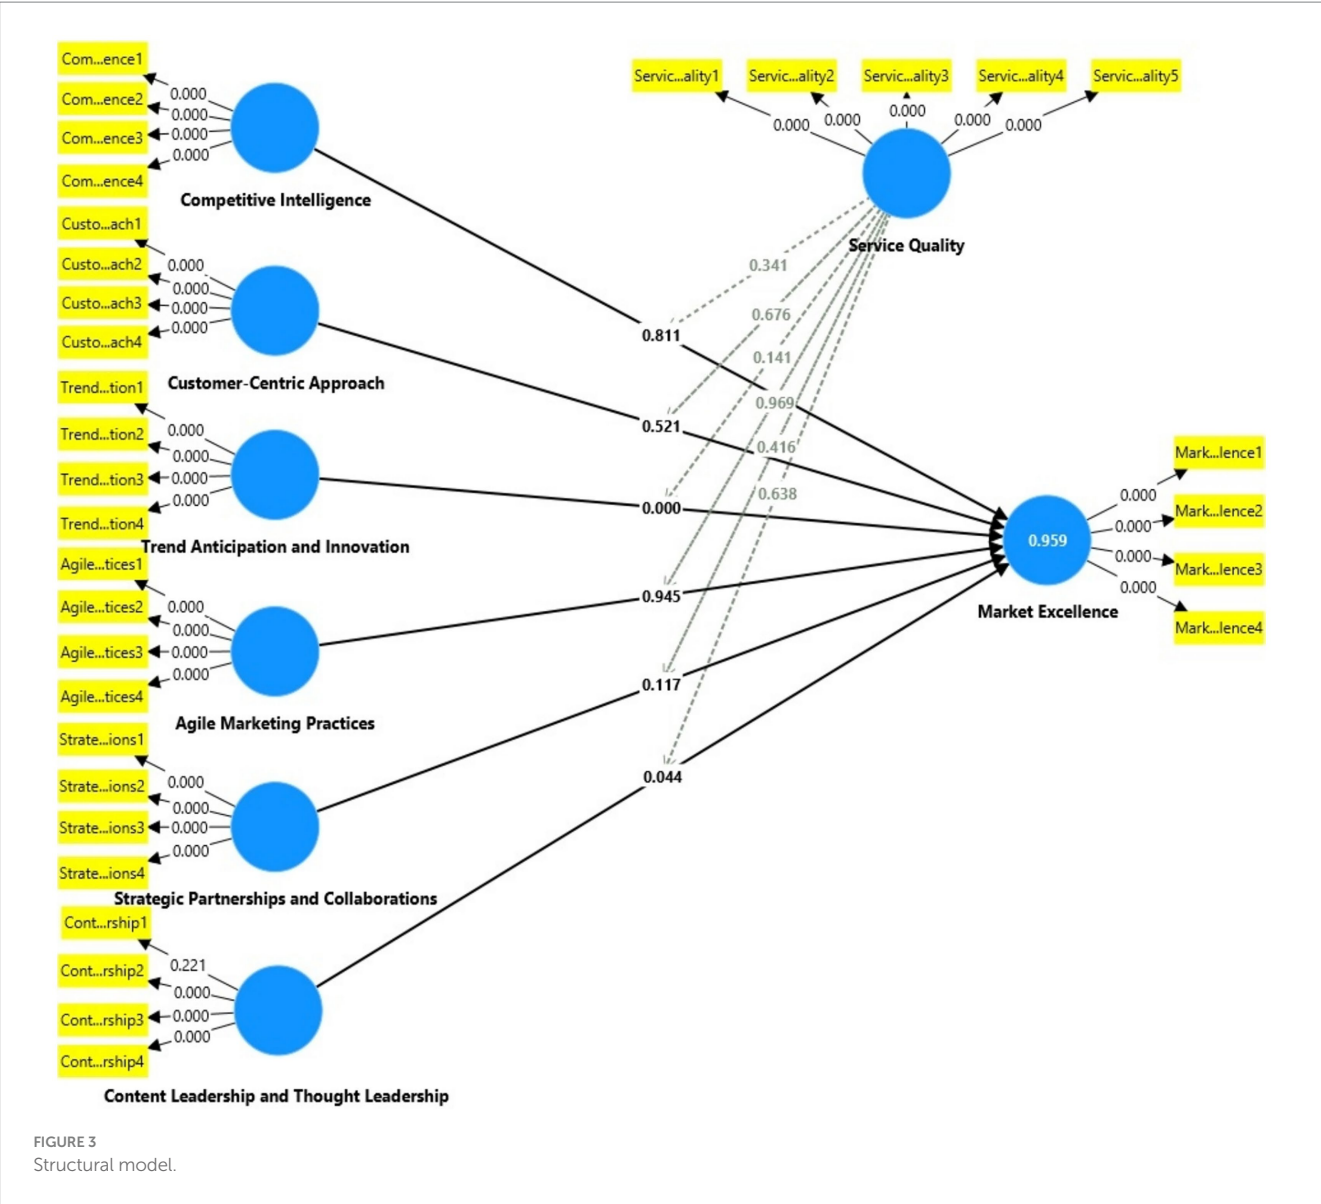 Com...ence1
0.000
Com...ence2
0.000
Com...ence3
0.000
Com...ence4
0.000
Competitive Intelligence
Custo...ach1
0.000
Custo...ach2
0.000
Custo...ach3
0.000
Custo...ach4
0.000
Customer-Centric Approach
Trend...tion1
0.000
Trend...tion2
0.000
Trend...tion3
0.000
Trend...tion4
0.000
Trend Anticipation and Innovation
Agile...tices1
0.000
Agile...tices2
0.000
Agile...tices3
0.000
Agile...tices4
0.000
Agile Marketing Practices
Strate...ions1
0.000
Strate...ions2
0.000
Strate...ions3
0.000
Strate...ions4
0.000
Strategic Partnerships and Collaborations
Cont...rship1
0.221
Cont...rship2
0.000
Cont...rship3
0.000
Cont...rship4
0.000
Content Leadership and Thought Leadership
Servic...ality1
Servic...ality2
Servic...ality3
Servic...ality4
Servic...ality5
0.000
0.000
0.000
0.000
0.000
Service Quality
0.341
0.676
0.141
0.969
0.416
0.638
0.811
0.521
0.000
0.945
0.117
0.044
0.959
Market Excellence
Mark...lence1
0.000
Mark...lence2
0.000
Mark...lence3
0.000
Mark...lence4
0.000
FIGURE 3
Structural model.